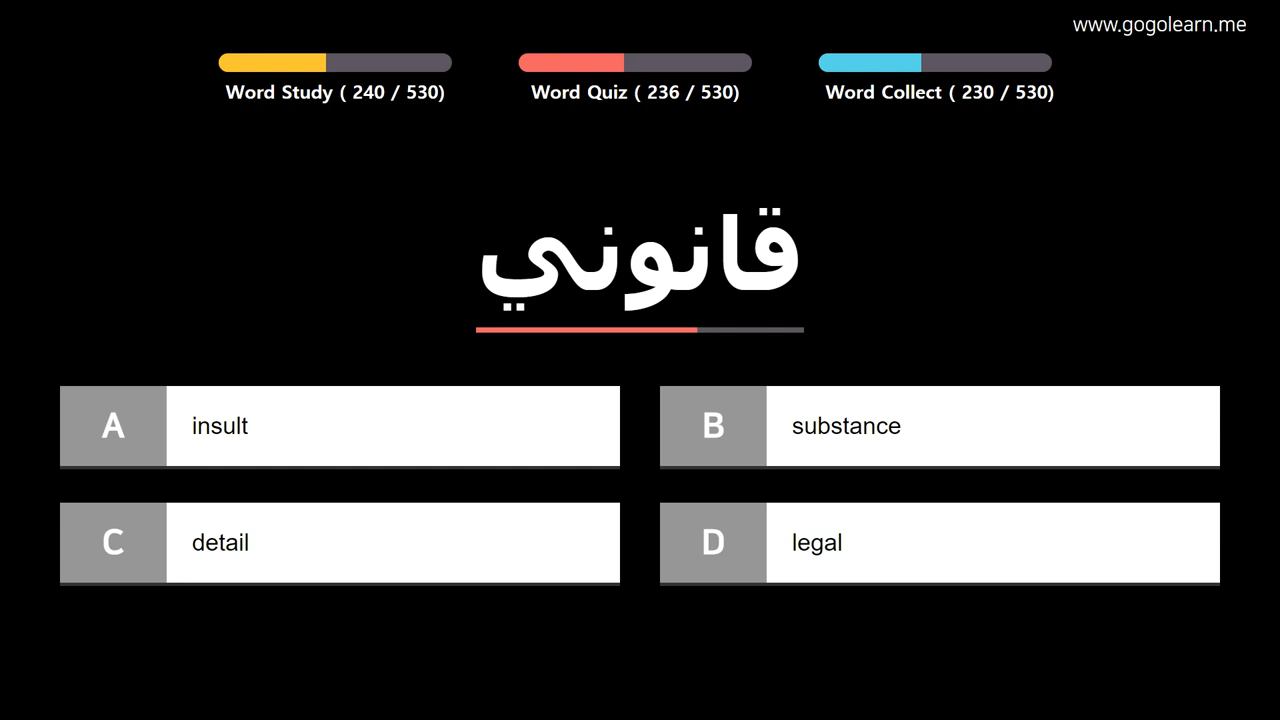 www.gogolearn.me
Word Study ( 240 / 530)
Word Quiz ( 236 / 530)
Word Collect ( 230 / 530)
قانوني
A insult
B substance
C detail
D legal